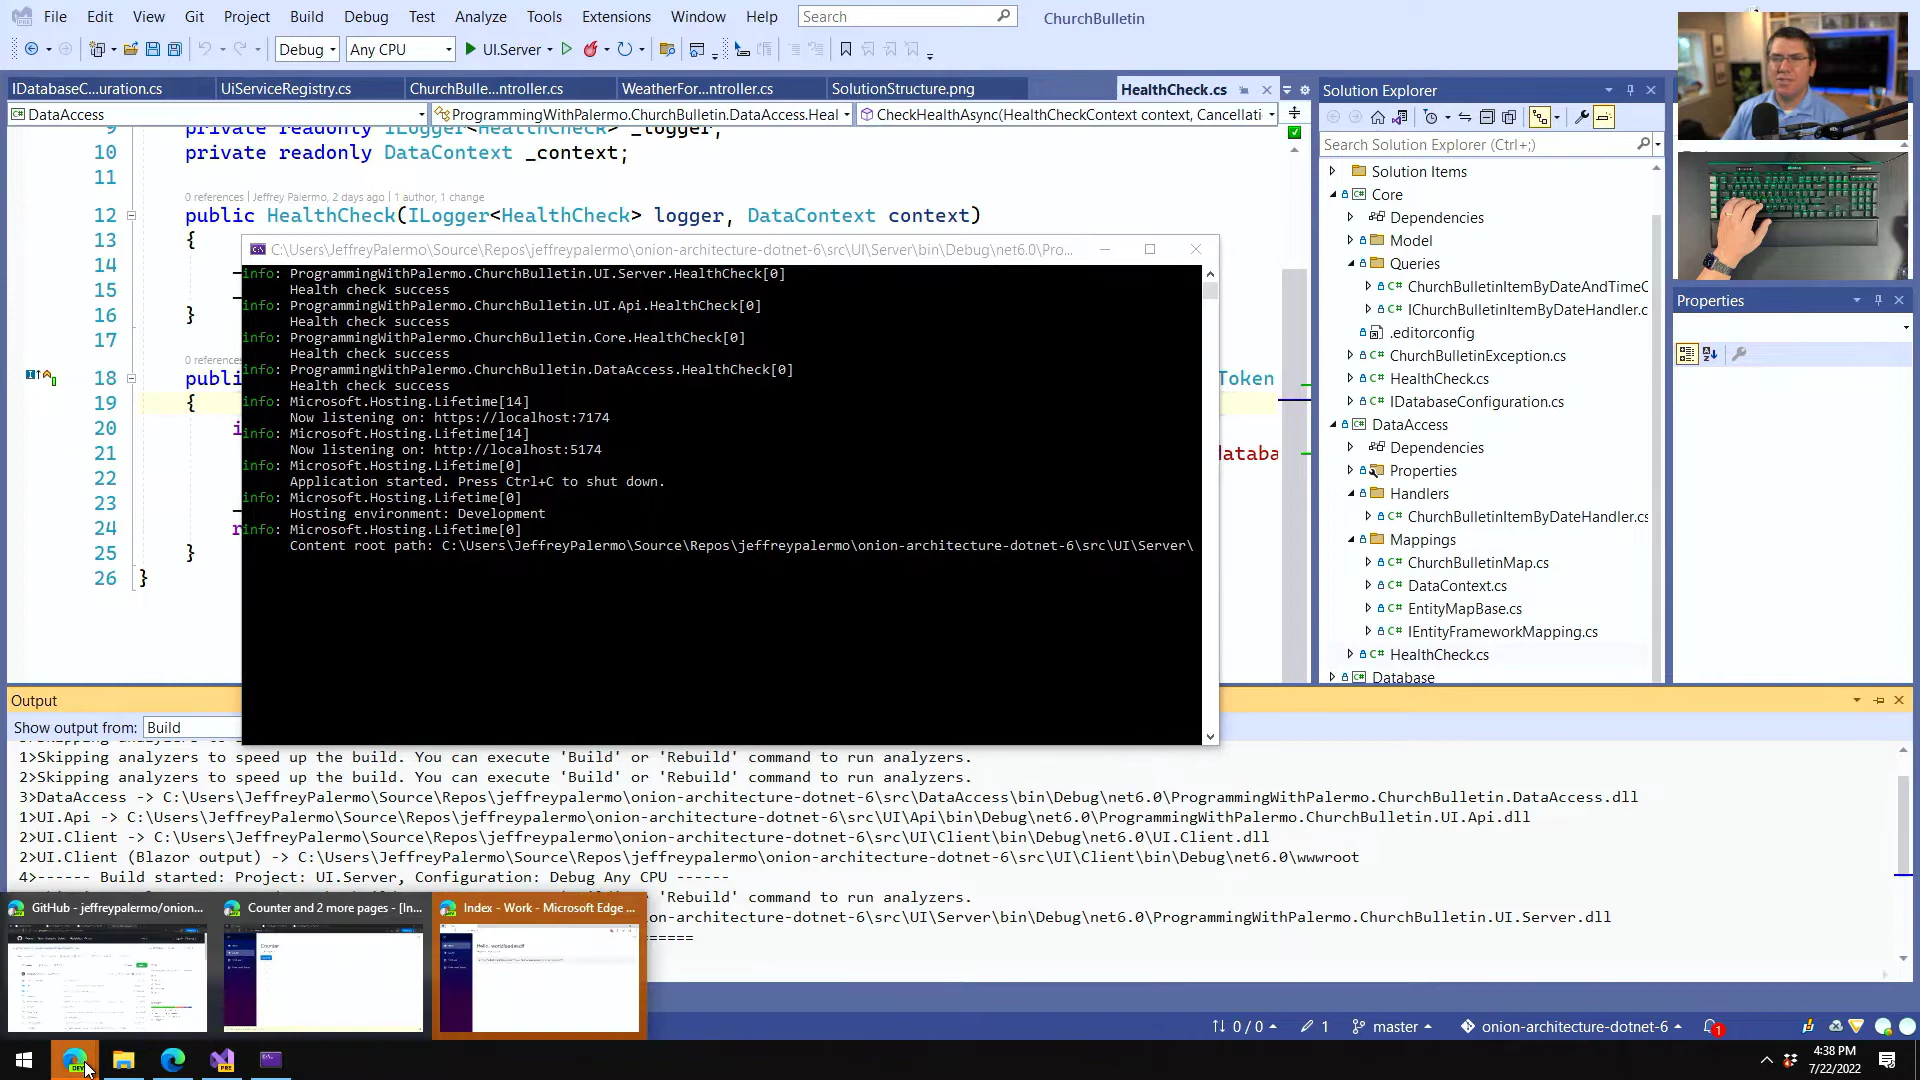 File Edit View Git Project Build Debug Test Analyze Tools Extensions Window Help Search ChurchBulletin
Debug Any CPU UI.Server
IDatabaseC...uration.cs UiServiceRegistry.cs ChurchBulle...ntroller.cs WeatherFor...ntroller.cs SolutionStructure.png HealthCheck.cs
DataAccess ProgrammingWithPalermo.ChurchBulletin.DataAccess.Heal CheckHealthAsync(HealthCheckContext context, Cancellati
9 private readonly ILogger<HealthCheck> _logger;
10 private readonly DataContext _context;
11
0 references | Jeffrey Palermo, 2 days ago | 1 author, 1 change
12 public HealthCheck(ILogger<HealthCheck> logger, DataContext context)
13 {
14
15
16 }
17
0 references
18 publi Token
19 {
20 i
21 Databa
22
23
24 r
25 }
26 }
C:\Users\JeffreyPalermo\Source\Repos\jeffreypalermo\onion-architecture-dotnet-6\src\UI\Server\bin\Debug\net6.0\Pro...
info: ProgrammingWithPalermo.ChurchBulletin.UI.Server.HealthCheck[0]
Health check success
info: ProgrammingWithPalermo.ChurchBulletin.UI.Api.HealthCheck[0]
Health check success
info: ProgrammingWithPalermo.ChurchBulletin.Core.HealthCheck[0]
Health check success
info: ProgrammingWithPalermo.ChurchBulletin.DataAccess.HealthCheck[0]
Health check success
info: Microsoft.Hosting.Lifetime[14]
Now listening on: https://localhost:7174
info: Microsoft.Hosting.Lifetime[14]
Now listening on: http://localhost:5174
info: Microsoft.Hosting.Lifetime[0]
Application started. Press Ctrl+C to shut down.
info: Microsoft.Hosting.Lifetime[0]
Hosting environment: Development
info: Microsoft.Hosting.Lifetime[0]
Content root path: C:\Users\JeffreyPalermo\Source\Repos\jeffreypalermo\onion-architecture-dotnet-6\src\UI\Server\
Solution Explorer
Search Solution Explorer (Ctrl+;)
Solution Items
C# Core
Dependencies
Model
Queries
C# ChurchBulletinItemByDateAndTimeC
C# IChurchBulletinItemByDateHandler.c
.editorconfig
C# ChurchBulletinException.cs
C# HealthCheck.cs
C# IDatabaseConfiguration.cs
C# DataAccess
Dependencies
Properties
Handlers
C# ChurchBulletinItemByDateHandler.cs
Mappings
C# ChurchBulletinMap.cs
C# DataContext.cs
C# EntityMapBase.cs
C# IEntityFrameworkMapping.cs
C# HealthCheck.cs
C# Database
Properties
Output
Show output from: Build
1>Skipping analyzers to speed up the build. You can execute 'Build' or 'Rebuild' command to run analyzers.
2>Skipping analyzers to speed up the build. You can execute 'Build' or 'Rebuild' command to run analyzers.
3>DataAccess -> C:\Users\JeffreyPalermo\Source\Repos\jeffreypalermo\onion-architecture-dotnet-6\src\DataAccess\bin\Debug\net6.0\ProgrammingWithPalermo.ChurchBulletin.DataAccess.dll
1>UI.Api -> C:\Users\JeffreyPalermo\Source\Repos\jeffreypalermo\onion-architecture-dotnet-6\src\UI\Api\bin\Debug\net6.0\ProgrammingWithPalermo.ChurchBulletin.UI.Api.dll
2>UI.Client -> C:\Users\JeffreyPalermo\Source\Repos\jeffreypalermo\onion-architecture-dotnet-6\src\UI\Client\bin\Debug\net6.0\UI.Client.dll
2>UI.Client (Blazor output) -> C:\Users\JeffreyPalermo\Source\Repos\jeffreypalermo\onion-architecture-dotnet-6\src\UI\Client\bin\Debug\net6.0\wwwroot
4>------ Build started: Project: UI.Server, Configuration: Debug Any CPU ------
'Rebuild' command to run analyzers.
onion-architecture-dotnet-6\src\UI\Server\bin\Debug\net6.0\ProgrammingWithPalermo.ChurchBulletin.UI.Server.dll
======
GitHub - jeffreypalermo/onion... Counter and 2 more pages - [In... Index - Work - Microsoft Edge ...
Counter
0 / 0 1 master onion-architecture-dotnet-6 1
DEV PRE 4:38 PM
7/22/2022